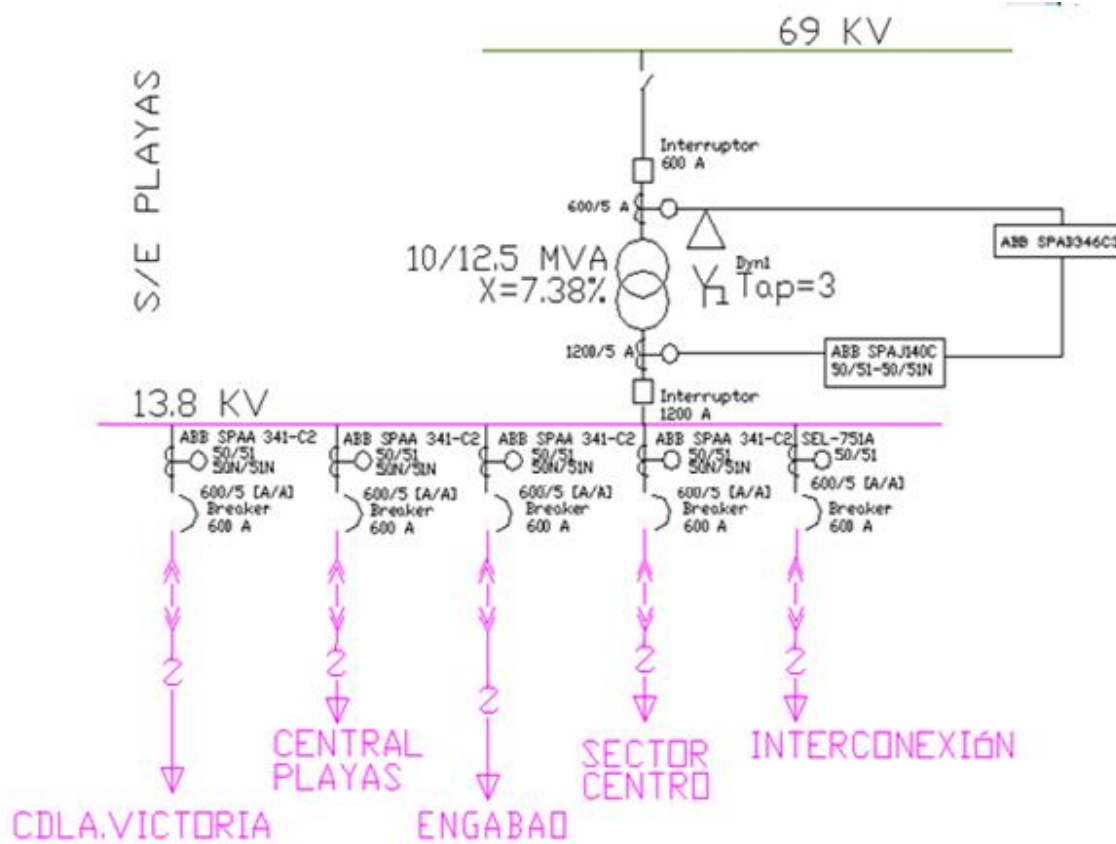 69 KV
S/E PLAYAS
Interruptor
600 A
600/5 A
ABB SPAD346C3
10/12.5 MVA
X=7.38%
Dyn1
Tap=3
1200/5 A
ABB SPAJ140C
50/51-50/51N
Interruptor
1200 A
13.8 KV
ABB SPAA 341-C2
50/51
50N/51N
600/5 [A/A]
Breaker
600 A
ABB SPAA 341-C2
50/51
50N/51N
600/5 [A/A]
Breaker
600 A
ABB SPAA 341-C2
50/51
50N/51N
600/5 [A/A]
Breaker
600 A
ABB SPAA 341-C2
50/51
50N/51N
600/5 [A/A]
Breaker
600 A
SEL-751A
50/51
600/5 [A/A]
Breaker
600 A
CDLA.VICTORIA
CENTRAL
PLAYAS
ENGABAO
SECTOR
CENTRO
INTERCONEXIóN